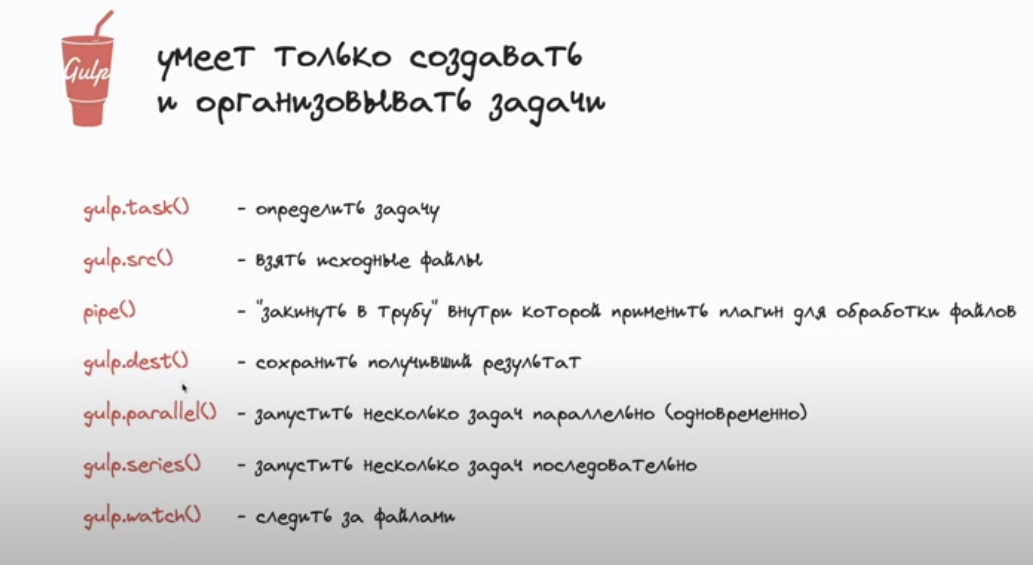 Gulp
умеет только создавать
и организовывать задачи
gulp.task() - определить задачу
gulp.src() - взять исходные файлы
pipe() - "закинуть в трубу" внутри которой применить плагин для обработки файлов
gulp.dest() - сохранить получивший результат
gulp.parallel() - запустить несколько задач параллельно (одновременно)
gulp.series() - запустить несколько задач последовательно
gulp.watch() - следить за файлами